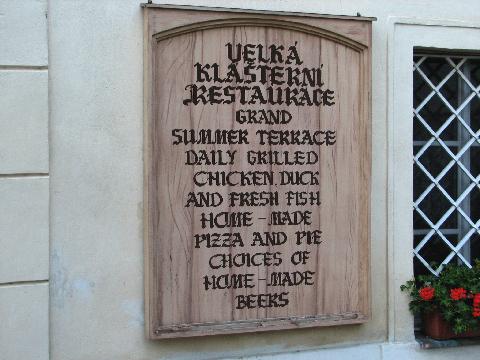 VELKÁ
KLÁŠTERNÍ
RESTAURACE
GRAND
SUMMER TERRACE
DAILY GRILLED
CHICKEN, DUCK
AND FRESH FISH
HOME-MADE
PIZZA AND PIE
CHOICES OF
HOME-MADE
BEERS